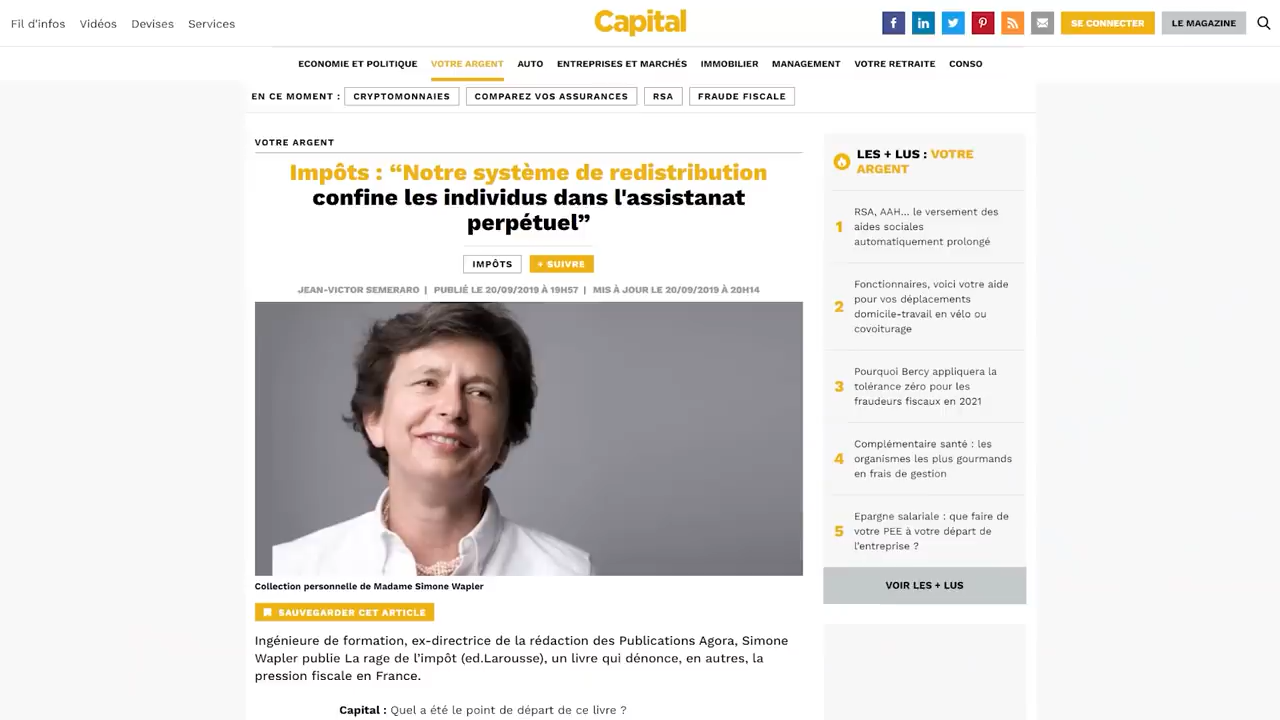 Fil d'infos Vidéos Devises Services
Capital
SE CONNECTER
LE MAGAZINE
ECONOMIE ET POLITIQUE VOTRE ARGENT AUTO ENTREPRISES ET MARCHÉS IMMOBILIER MANAGEMENT VOTRE RETRAITE CONSO
EN CE MOMENT : CRYPTOMONNAIES COMPAREZ VOS ASSURANCES RSA FRAUDE FISCALE
VOTRE ARGENT
Impôts : “Notre système de redistribution
confine les individus dans l'assistanat
perpétuel”
IMPÔTS + SUIVRE
JEAN-VICTOR SEMERARO | PUBLIÉ LE 20/09/2019 À 19H57 | MIS À JOUR LE 20/09/2019 À 20H14
Collection personnelle de Madame Simone Wapler
SAUVEGARDER CET ARTICLE
Ingénieure de formation, ex-directrice de la rédaction des Publications Agora, Simone
Wapler publie La rage de l’impôt (ed.Larousse), un livre qui dénonce, en autres, la
pression fiscale en France.
Capital : Quel a été le point de départ de ce livre ?
LES + LUS : VOTRE
ARGENT
1 RSA, AAH... le versement des
aides sociales
automatiquement prolongé
2 Fonctionnaires, voici votre aide
pour vos déplacements
domicile-travail en vélo ou
covoiturage
3 Pourquoi Bercy appliquera la
tolérance zéro pour les
fraudeurs fiscaux en 2021
4 Complémentaire santé : les
organismes les plus gourmands
en frais de gestion
5 Epargne salariale : que faire de
votre PEE à votre départ de
l’entreprise ?
VOIR LES + LUS